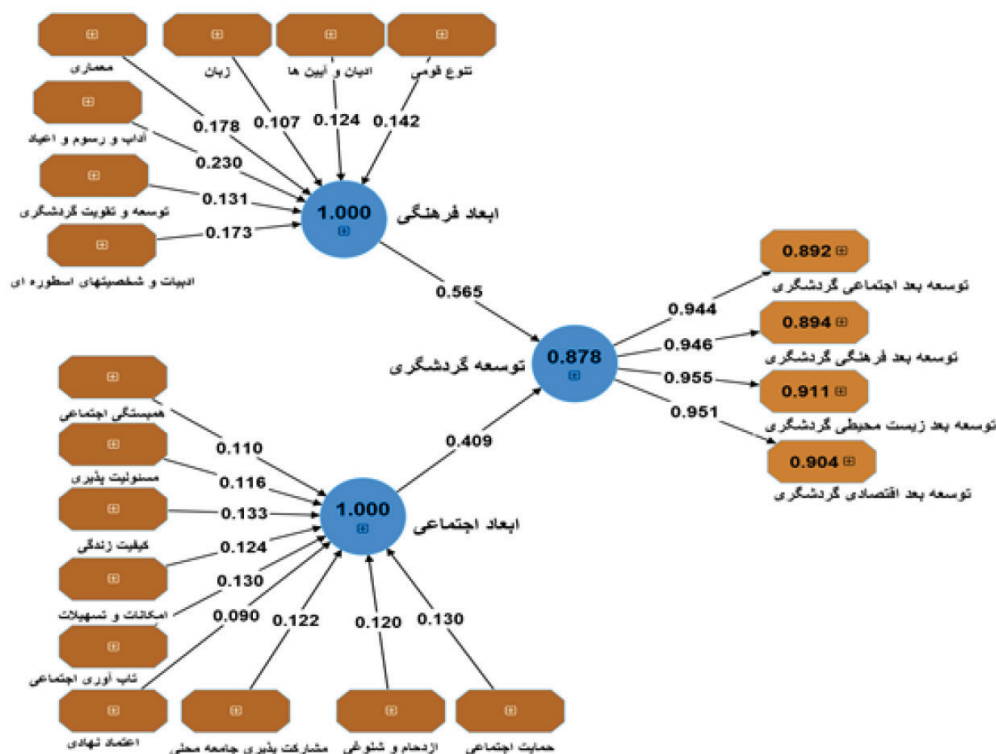 معماری
زبان
ادیان و آیین ها
تنوع قومی
آداب و رسوم و اعیاد
توسعه و تقویت گردشگری
ادبیات و شخصیتهای اسطوره ای
0.178
0.107
0.124
0.142
0.230
0.131
0.173
1.000
ابعاد فرهنگی
0.565
0.892
توسعه بعد اجتماعی گردشگری
0.944
0.894
توسعه بعد فرهنگی گردشگری
0.946
0.878
توسعه گردشگری
0.955
0.911
توسعه بعد زیست محیطی گردشگری
0.951
0.904
توسعه بعد اقتصادی گردشگری
0.409
همبستگی اجتماعی
0.110
مسئولیت پذیری
0.116
کیفیت زندگی
0.133
1.000
ابعاد اجتماعی
امکانات و تسهیلات
0.124
تاب آوری اجتماعی
0.130
0.090
0.122
0.120
0.130
اعتماد نهادی
مشارکت پذیری جامعه محلی
ازدحام و شلوغی
حمایت اجتماعی